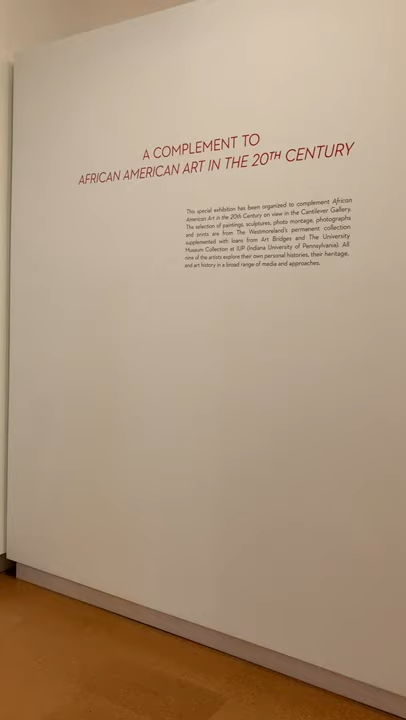 A COMPLEMENT TO
AFRICAN AMERICAN ART IN THE 20TH CENTURY
This special exhibition has been organized to complement African
American Art in the 20th Century on view in the Cantilever Gallery.
The selection of paintings, sculptures, photo montage, photographs
and prints are from The Westmoreland's permanent collection
supplemented with loans from Art Bridges and The University
Museum Collection at IUP (Indiana University of Pennsylvania). All
nine of the artists explore their own personal histories, their heritage,
and art history in a broad range of media and approaches.